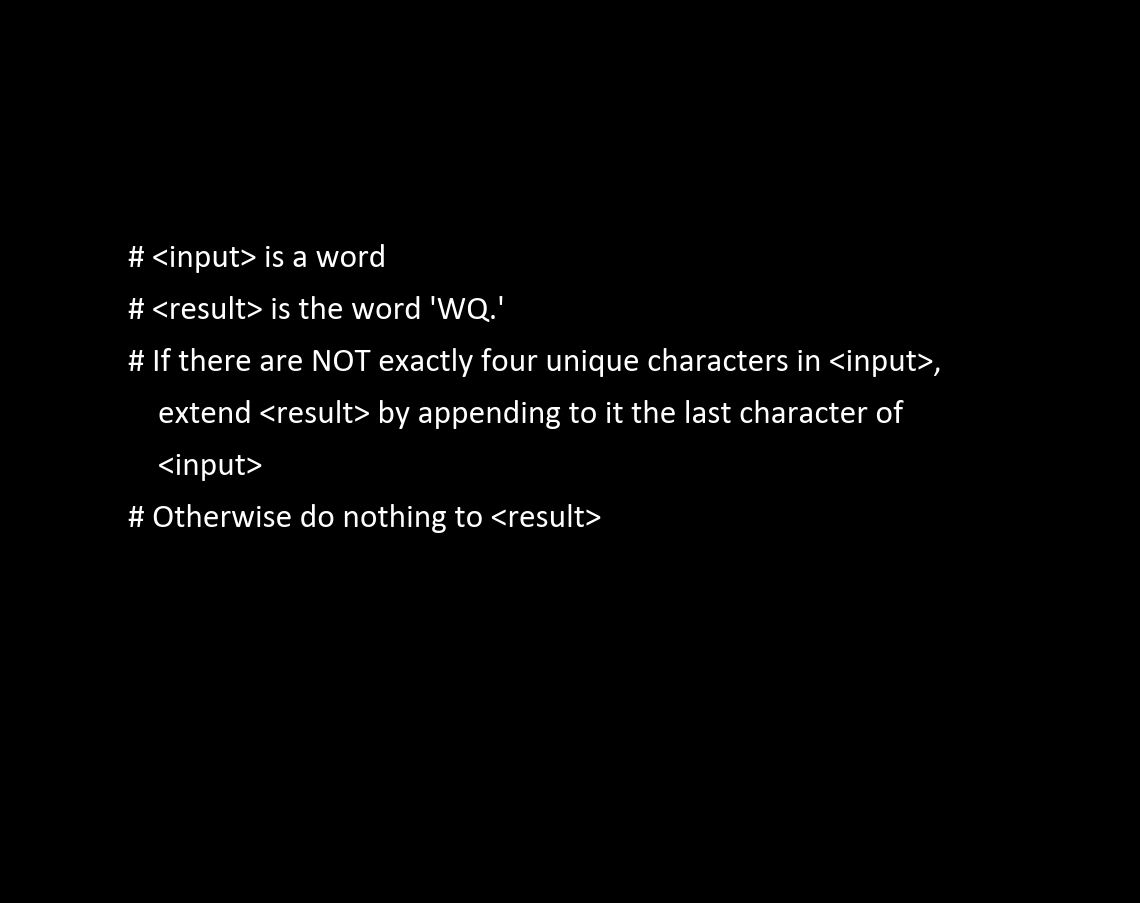 # <input> is a word
# <result> is the word 'WQ.'
# If there are NOT exactly four unique characters in <input>,
extend <result> by appending to it the last character of
<input>
# Otherwise do nothing to <result>